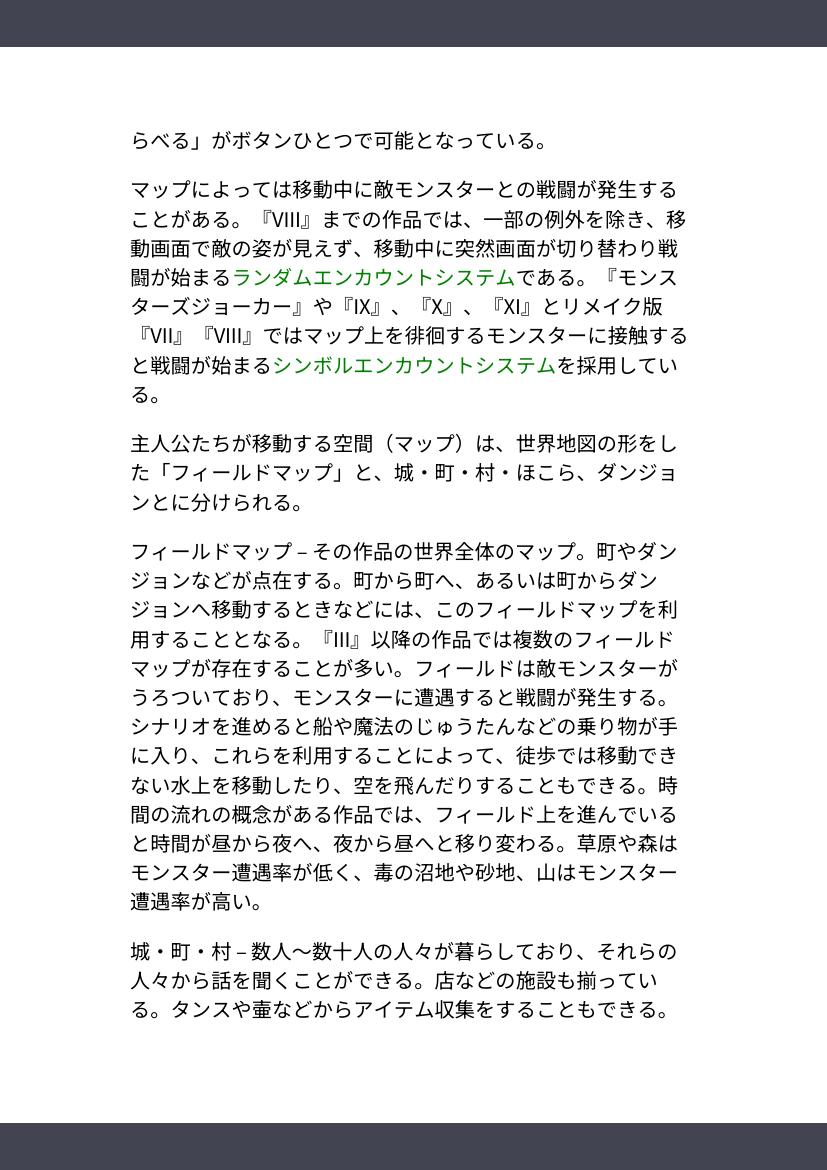 らべる」がボタンひとつで可能となっている。
マップによっては移動中に敵モンスターとの戦闘が発生する
ことがある。『VIII』までの作品では、一部の例外を除き、移
動画面で敵の姿が見えず、移動中に突然画面が切り替わり戦
闘が始まるランダムエンカウントシステムである。『モンス
ターズジョーカー』や『IX』、『X』、『XI』とリメイク版
『VII』『VIII』ではマップ上を徘徊するモンスターに接触する
と戦闘が始まるシンボルエンカウントシステムを採用してい
る。
主人公たちが移動する空間（マップ）は、世界地図の形をし
た「フィールドマップ」と、城・町・村・ほこら、ダンジョ
ンとに分けられる。
フィールドマップ – その作品の世界全体のマップ。町やダン
ジョンなどが点在する。町から町へ、あるいは町からダン
ジョンへ移動するときなどには、このフィールドマップを利
用することとなる。『III』以降の作品では複数のフィールド
マップが存在することが多い。フィールドは敵モンスターが
うろついており、モンスターに遭遇すると戦闘が発生する。
シナリオを進めると船や魔法のじゅうたんなどの乗り物が手
に入り、これらを利用することによって、徒歩では移動でき
ない水上を移動したり、空を飛んだりすることもできる。時
間の流れの概念がある作品では、フィールド上を進んでいる
と時間が昼から夜へ、夜から昼へと移り変わる。草原や森は
モンスター遭遇率が低く、毒の沼地や砂地、山はモンスター
遭遇率が高い。
城・町・村 – 数人〜数十人の人々が暮らしており、それらの
人々から話を聞くことができる。店などの施設も揃ってい
る。タンスや壷などからアイテム収集をすることもできる。